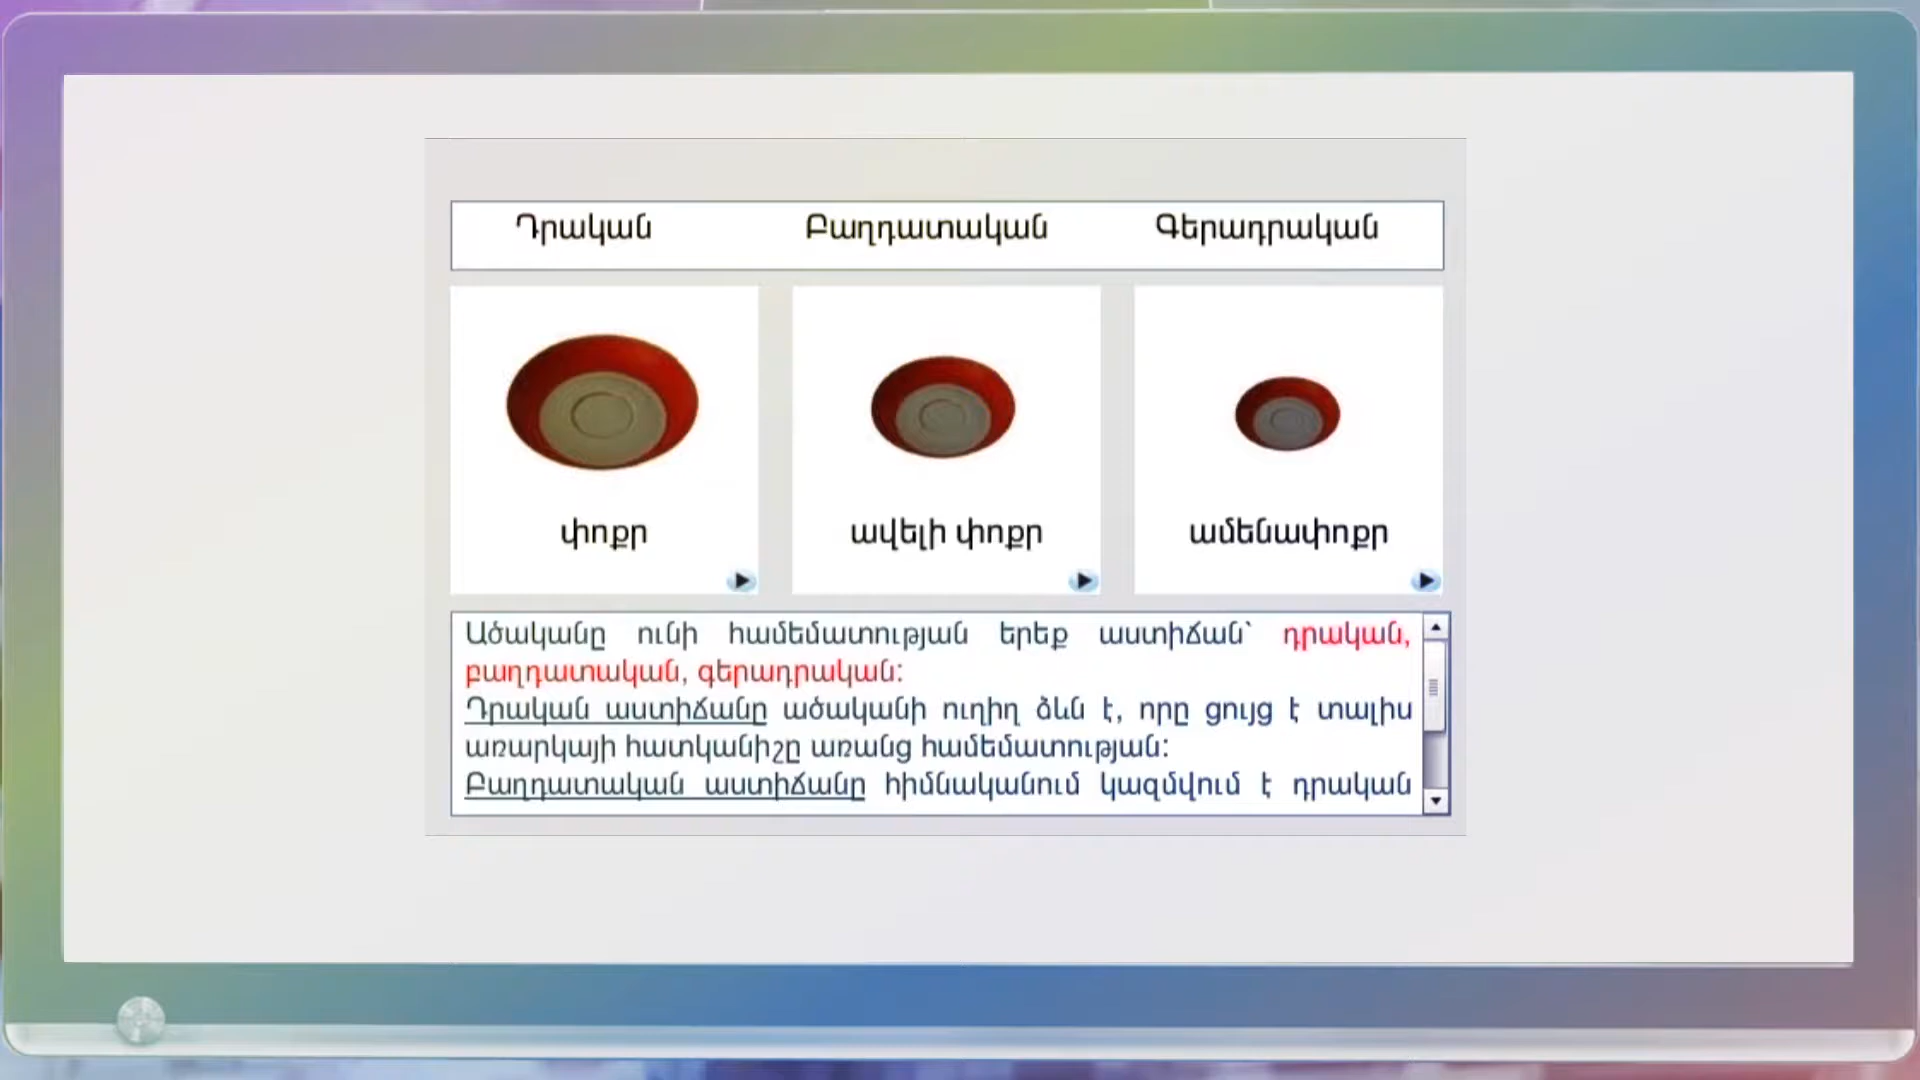 Դրական Բաղդատական Գերադրական
փոքր ավելի փոքր ամենափոքր
Ածականը ունի համեմատության երեք աստիճան՝ դրական,
բաղդատական, գերադրական:
Դրական աստիճանը ածականի ուղիղ ձևն է, որը ցույց է տալիս
առարկայի հատկանիշը առանց համեմատության:
Բաղդատական աստիճանը հիմնականում կազմվում է դրական